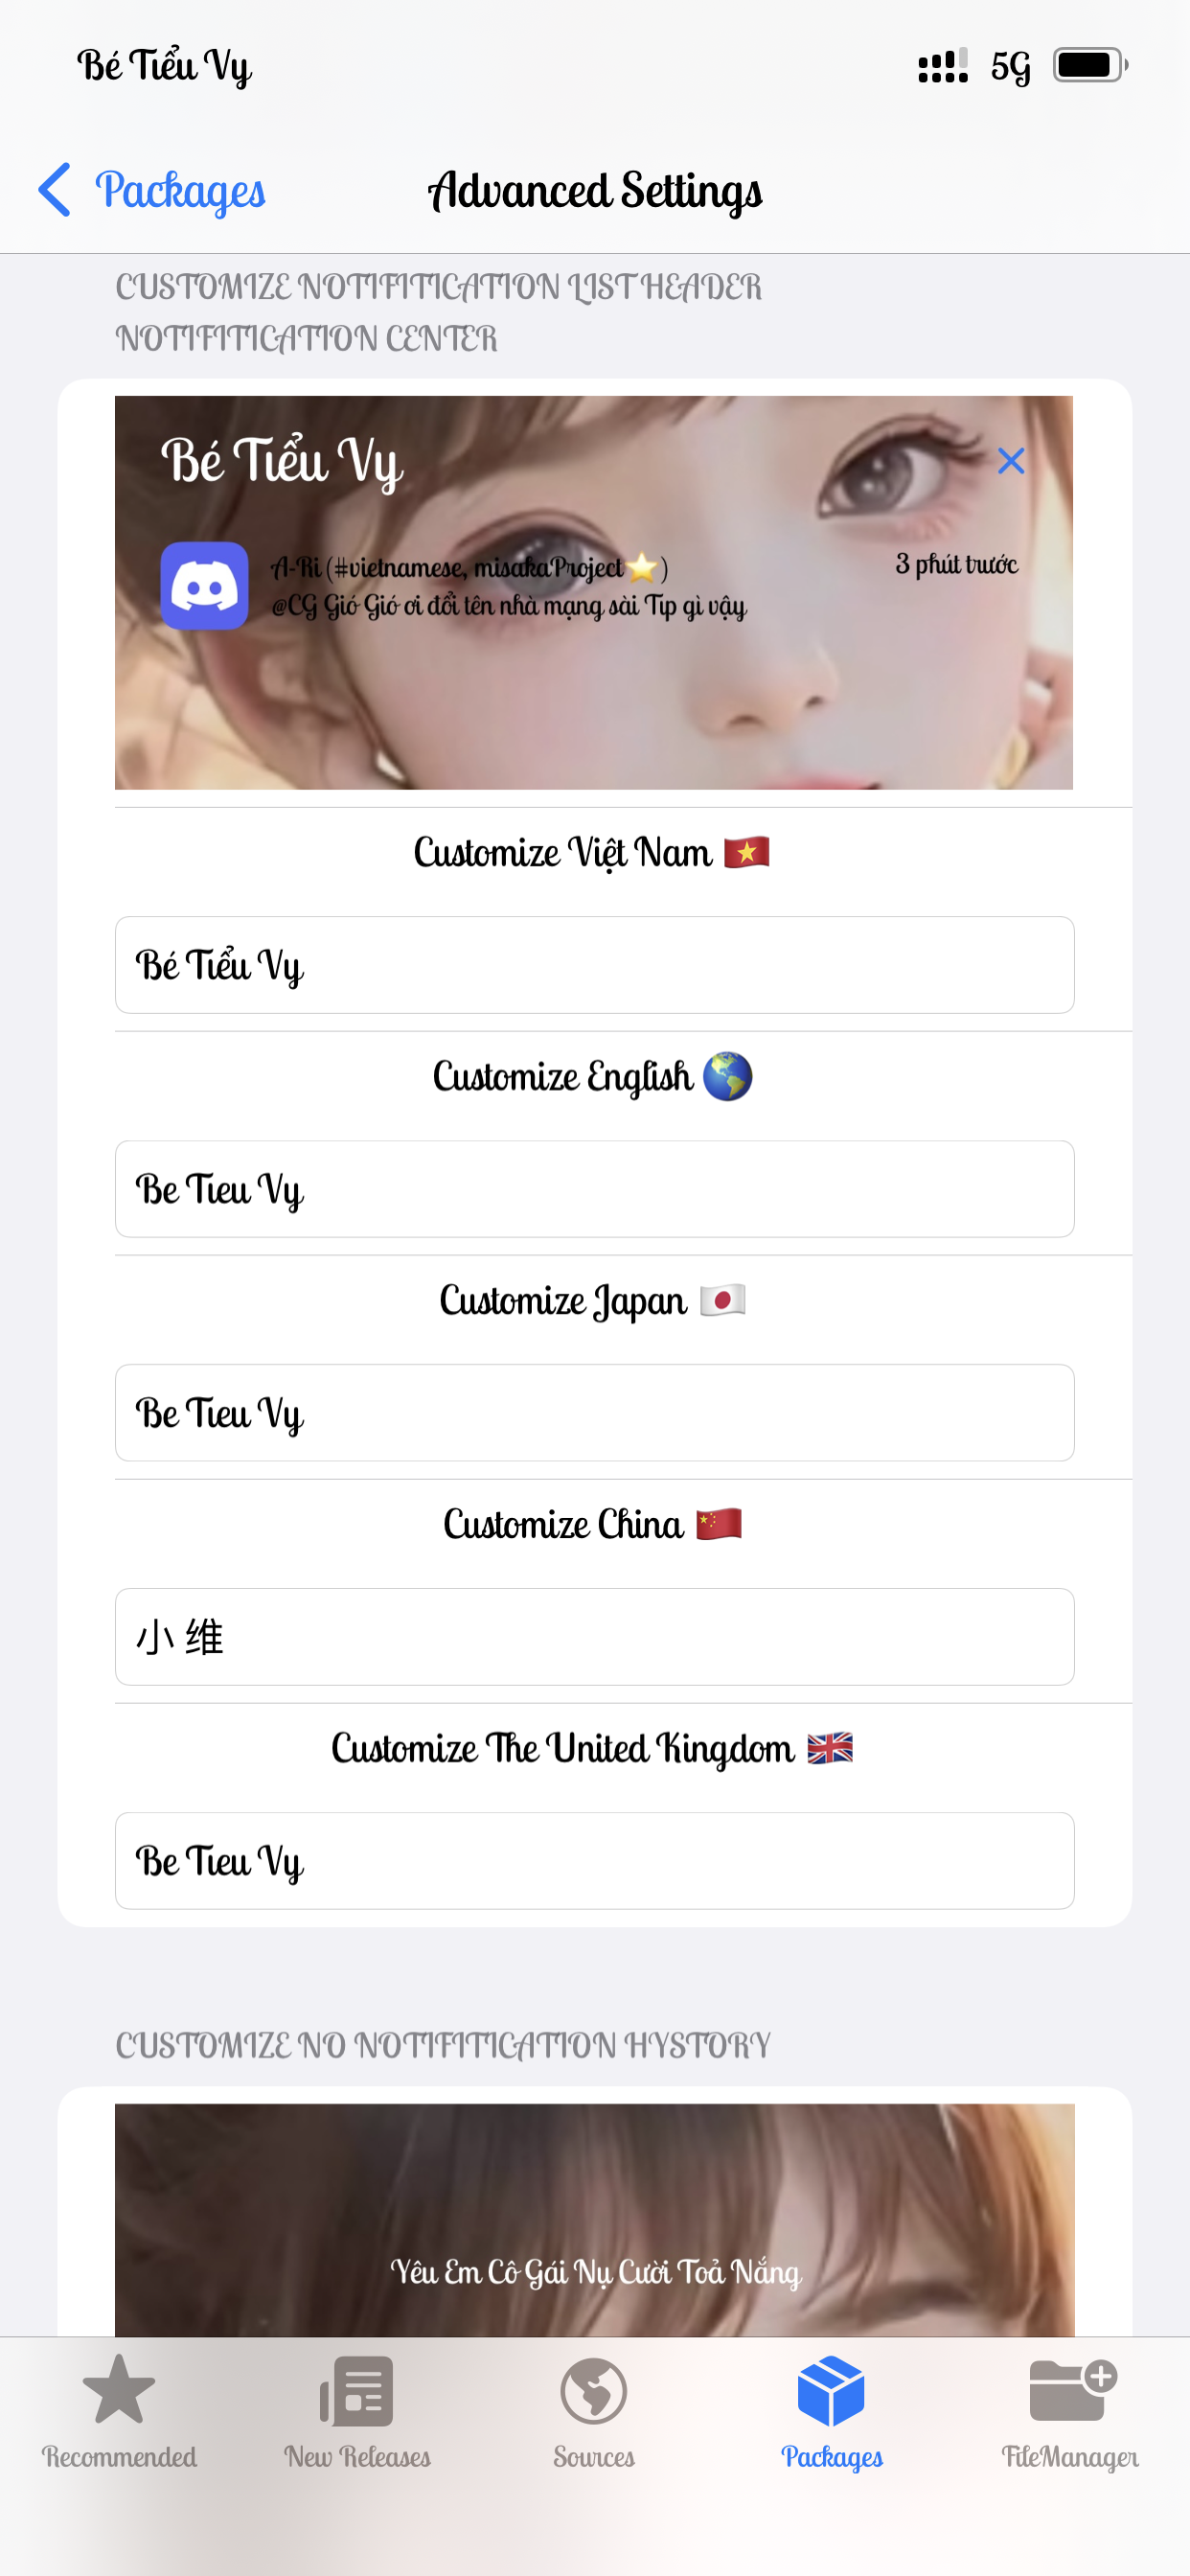 Bé Tiểu Vy
5G
Packages
Advanced Settings
CUSTOMIZE NOTIFITICATION LIST HEADER
NOTIFITICATION CENTER
Bé Tiểu Vy
A-Ri (#vietnamese, misakaProject⭐)
3 phút trước
@CG Gió Gió ơi đổi tên nhà mạng sài Tip gì vậy
Customize Việt Nam 🇻🇳
Bé Tiểu Vy
Customize English 🌎
Be Tieu Vy
Customize Japan 🇯🇵
Be Tieu Vy
Customize China 🇨🇳
小 维
Customize The United Kingdom 🇬🇧
Be Tieu Vy
CUSTOMIZE NO NOTIFITICATION HYSTORY
Yêu Em Cô Gái Nụ Cười Toả Nắng
Recommended
New Releases
Sources
Packages
FileManager